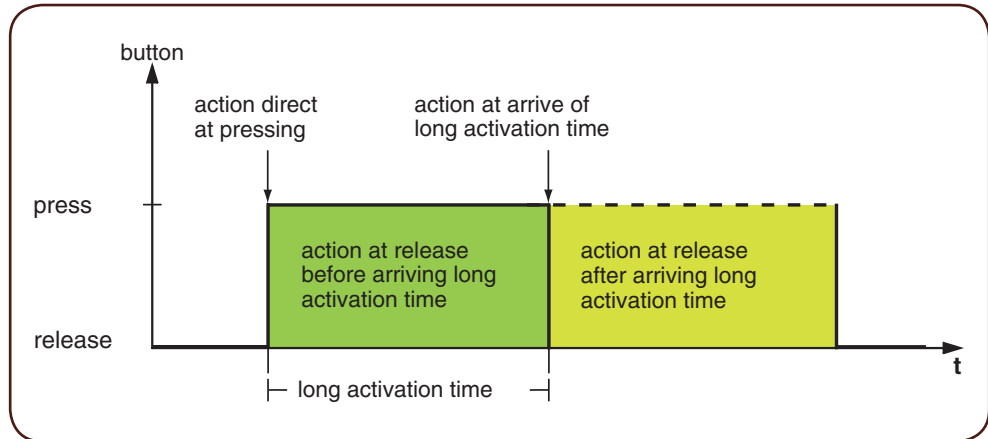 button
action direct
at pressing
action at arrive of
long activation time
press
action at release
before arriving long
activation time
action at release
after arriving long
activation time
release
t
long activation time